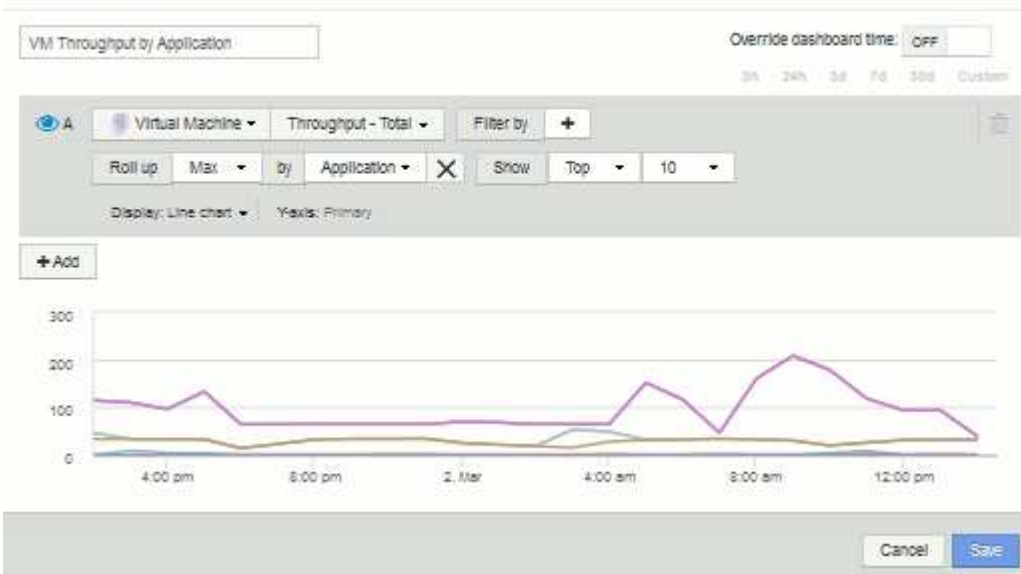 VM Throughput by Application
Override dashboard time: OFF
3h 24h 3d 7d 30d Custom
A Virtual Machine Throughput - Total Filter by +
Roll up Max by Application Show Top 10
Display: Line chart Y-axis: Primary
+ Add
300
200
100
0
4:00 pm 8:00 pm 2. Mar 4:00 am 8:00 am 12:00 pm
Cancel Save